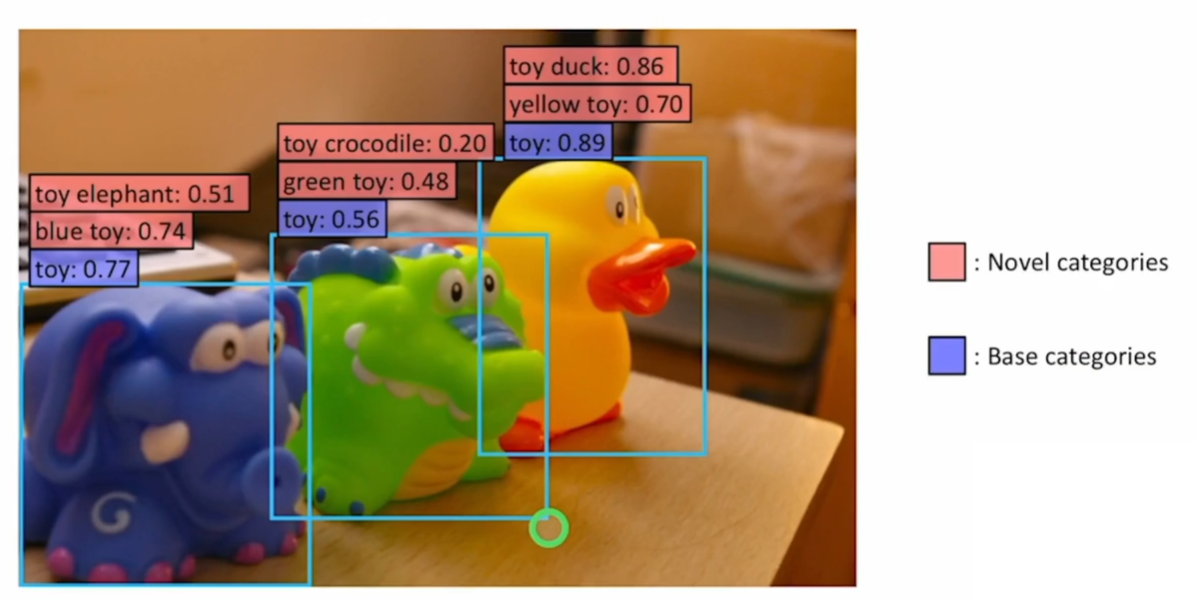 toy duck: 0.86
yellow toy: 0.70
toy: 0.89
toy crocodile: 0.20
green toy: 0.48
toy: 0.56
toy elephant: 0.51
blue toy: 0.74
toy: 0.77
: Novel categories
: Base categories